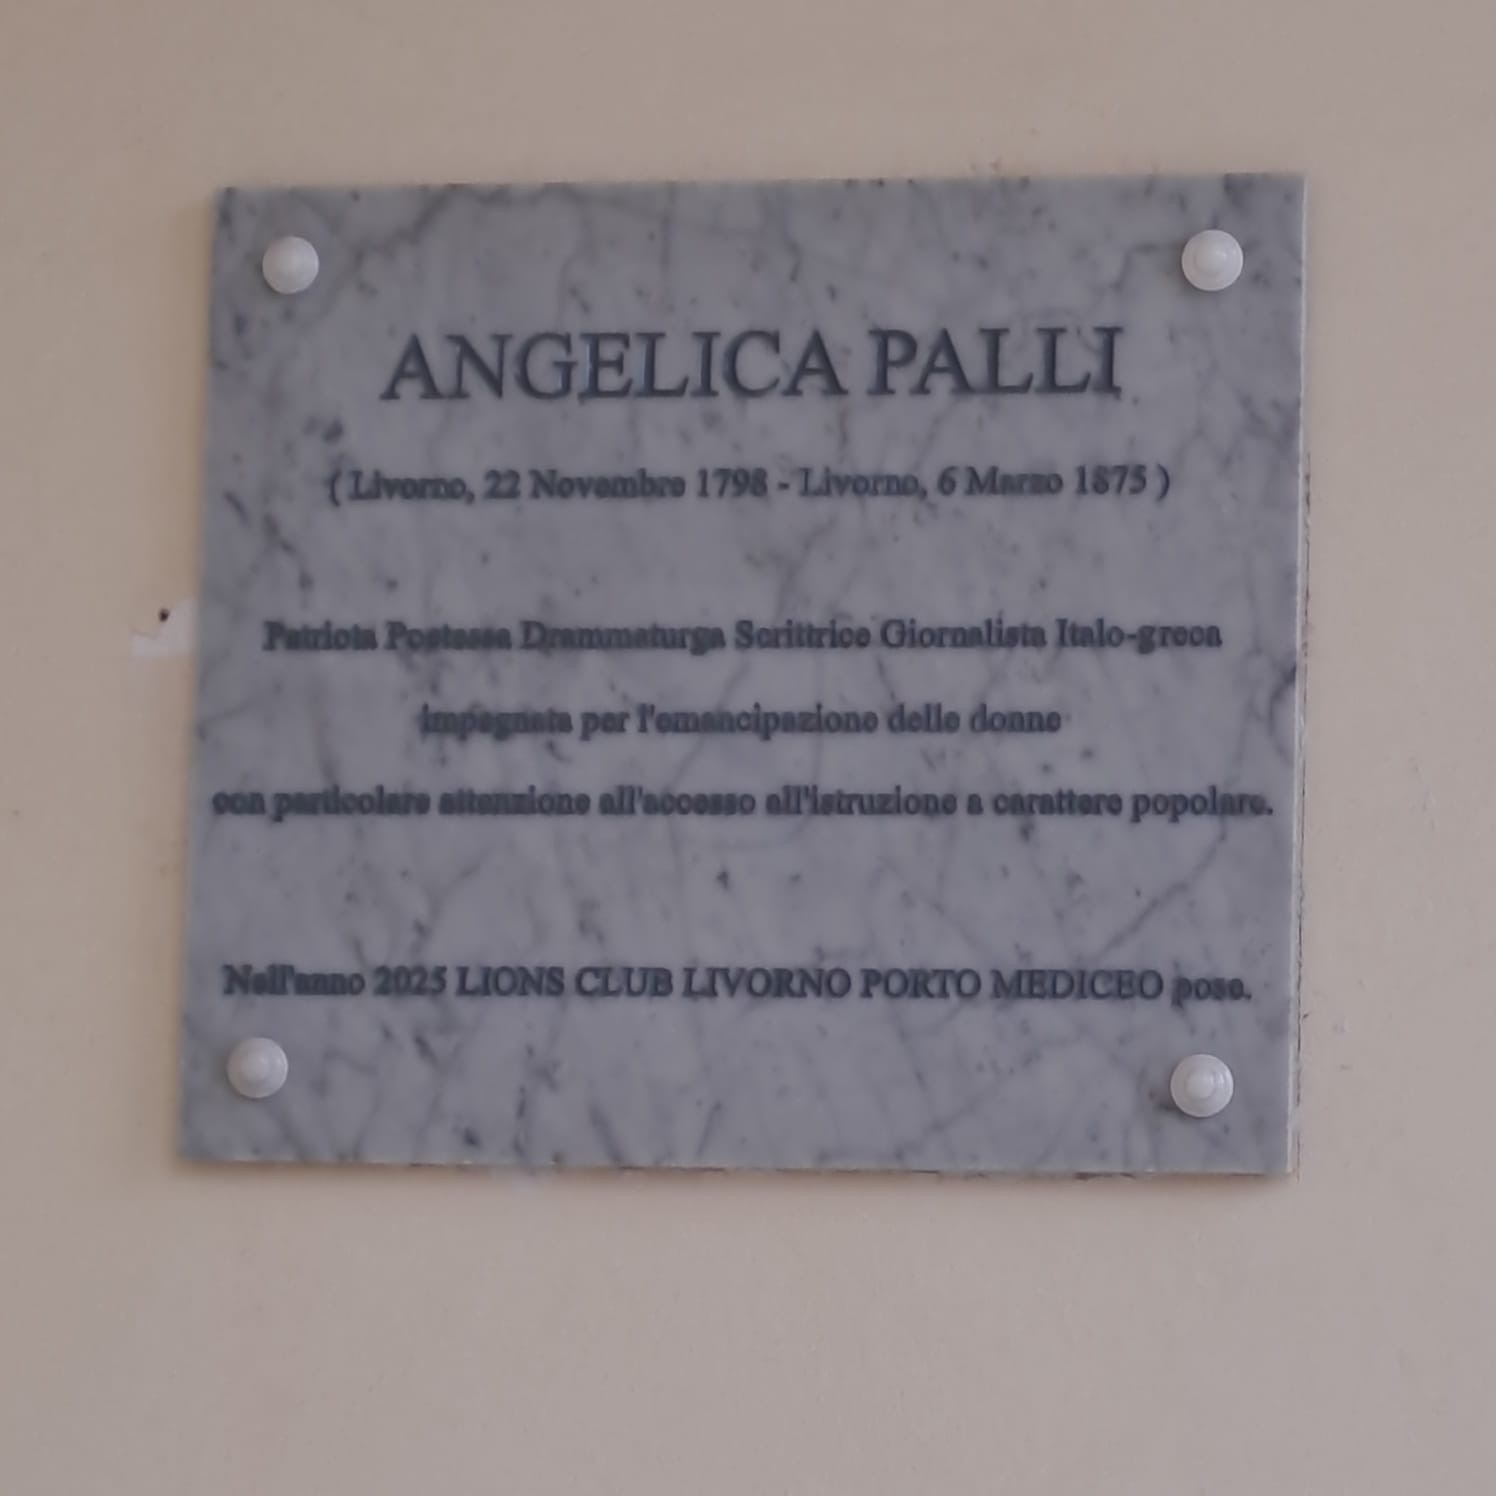 ANGELICA PALLI
( Livorno, 22 Novembre 1798 - Livorno, 6 Marzo 1875 )
Patriota Poetessa Drammaturga Scrittrice Giornalista Italo-greca
impegnata per l'emancipazione delle donne
con particolare attenzione all'accesso all'istruzione a carattere popolare.
Nell'anno 2025 LIONS CLUB LIVORNO PORTO MEDICEO pose.